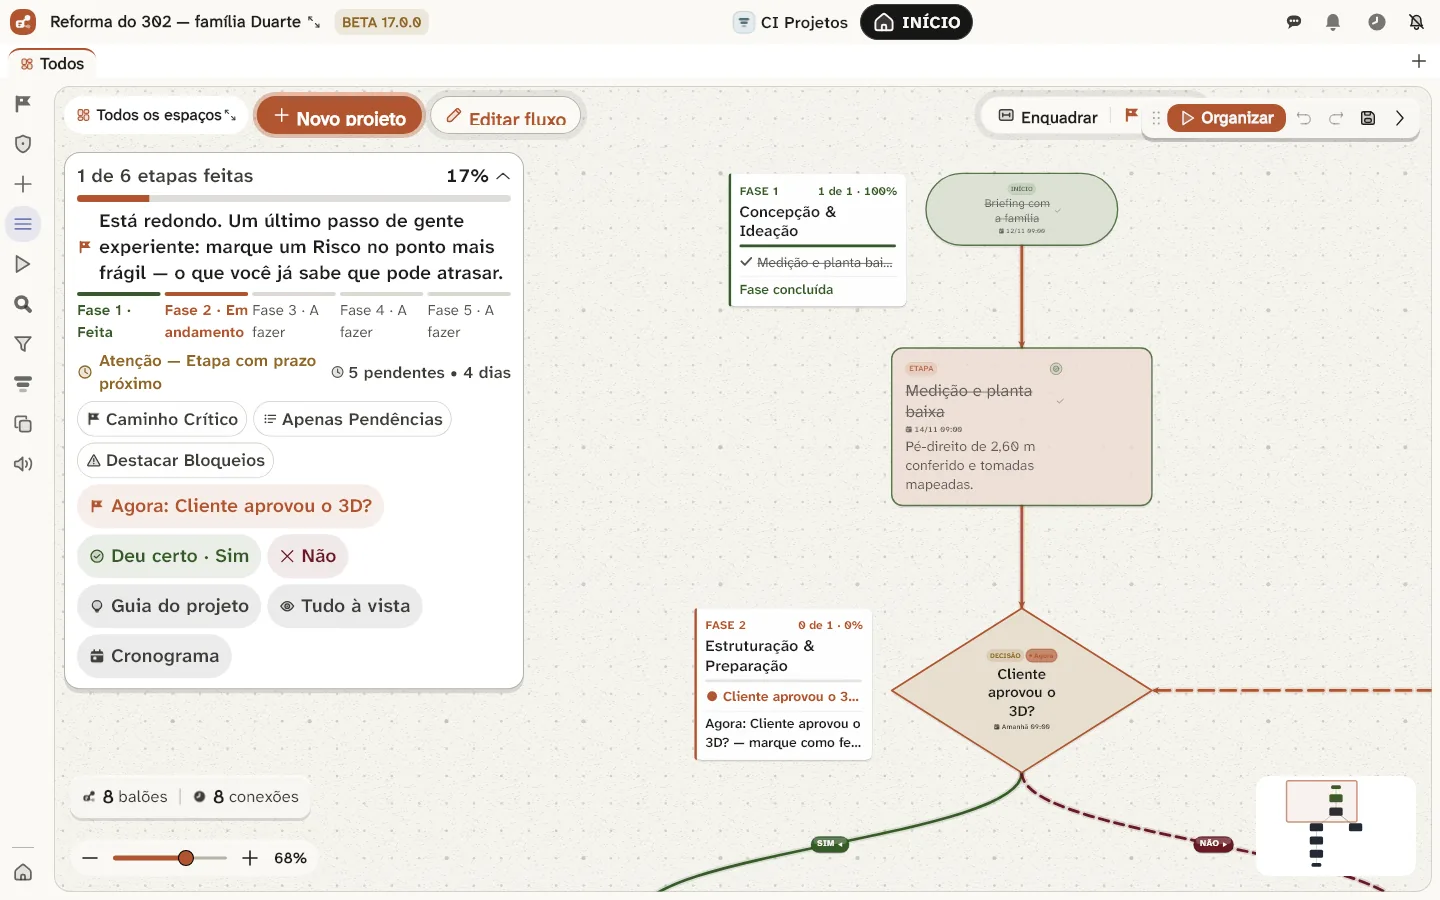 Reforma do 302 — família Duarte
BETA 17.0.0
CI Projetos
INÍCIO
Todos
Todos os espaços
Novo projeto
Editar fluxo
Enquadrar
Organizar
1 de 6 etapas feitas
17%
Está redondo. Um último passo de gente
experiente: marque um Risco no ponto mais
frágil — o que você já sabe que pode atrasar.
Fase 1 ·
Feita
Fase 2 · Em
andamento
Fase 3 · A
fazer
Fase 4 · A
fazer
Fase 5 · A
fazer
Atenção — Etapa com prazo
próximo
5 pendentes • 4 dias
Caminho Crítico
Apenas Pendências
Destacar Bloqueios
Agora: Cliente aprovou o 3D?
Deu certo · Sim
Não
Guia do projeto
Tudo à vista
Cronograma
FASE 1
1 de 1 · 100%
Concepção &
Ideação
Medição e planta bai...
Fase concluída
INÍCIO
Briefing com
a família
12/11 09:00
ETAPA
Medição e planta
baixa
14/11 09:00
Pé-direito de 2,60 m
conferido e tomadas
mapeadas.
FASE 2
0 de 1 · 0%
Estruturação &
Preparação
Cliente aprovou o 3...
Agora: Cliente aprovou o
3D? — marque como fe...
DECISÃO
• Agora
Cliente
aprovou o
3D?
Amanhã 09:00
SIM
NÃO
8 balões
8 conexões
68%